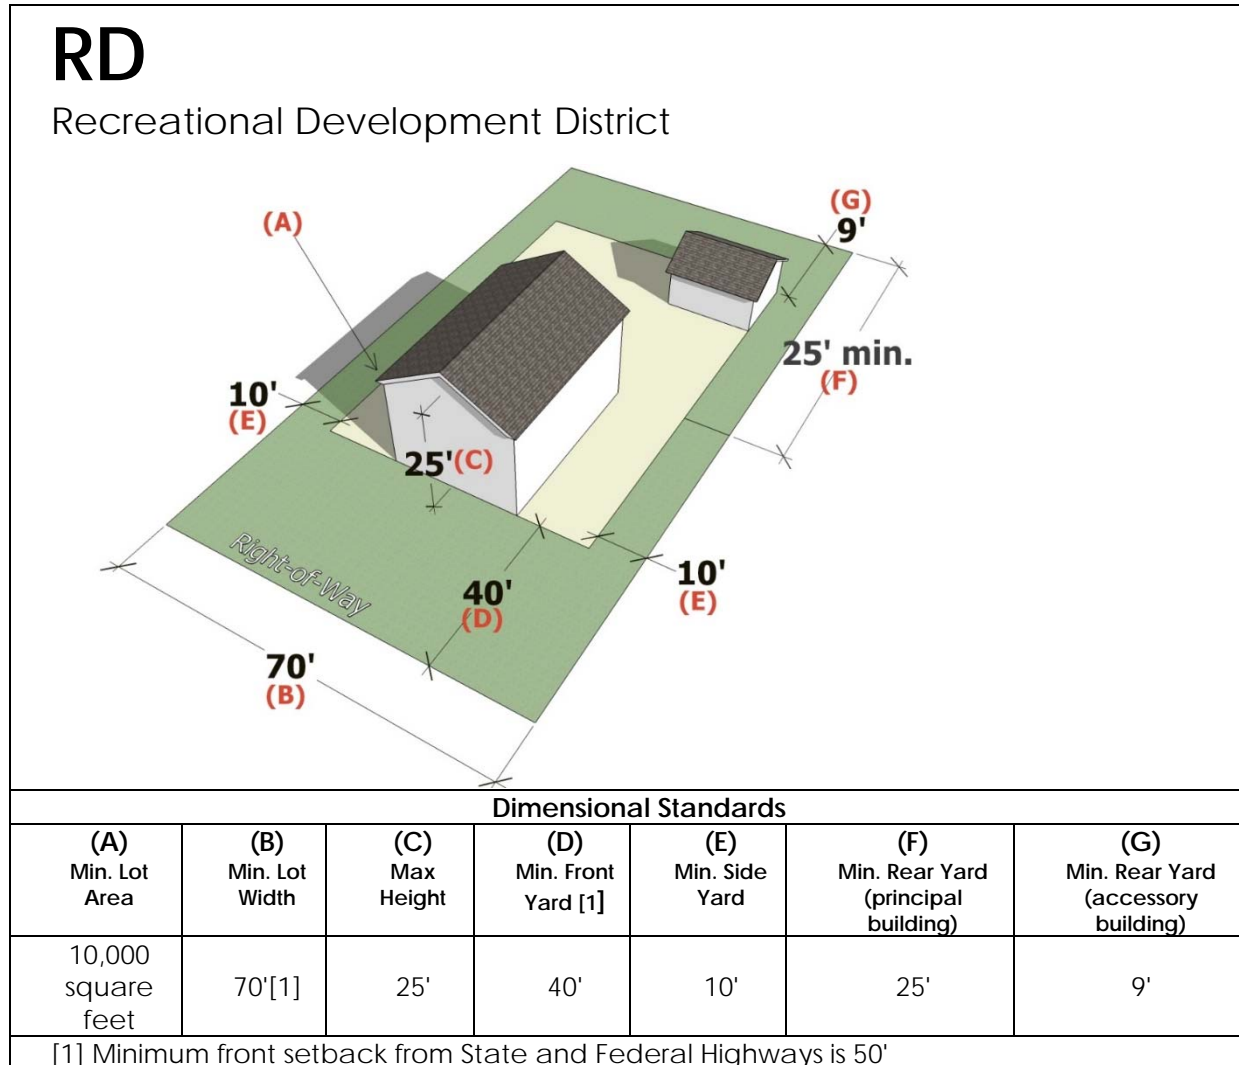 RD
Recreational Development District
(G)
9'
(A)
25' min.
(F)
10'
(E)
25'(C)
Right-of-Way
40'
(D)
10'
(E)
70'
(B)
Dimensional Standards
(A) (B) (C) (D) (E) (F) (G)
Min. Lot Area
Min. Lot Width
Max Height
Min. Front Yard [1]
Min. Side Yard
Min. Rear Yard (principal building)
Min. Rear Yard (accessory building)
10,000 square feet
70'[1]
25'
40'
10'
25'
9'
[1] Minimum front setback from State and Federal Highways is 50'